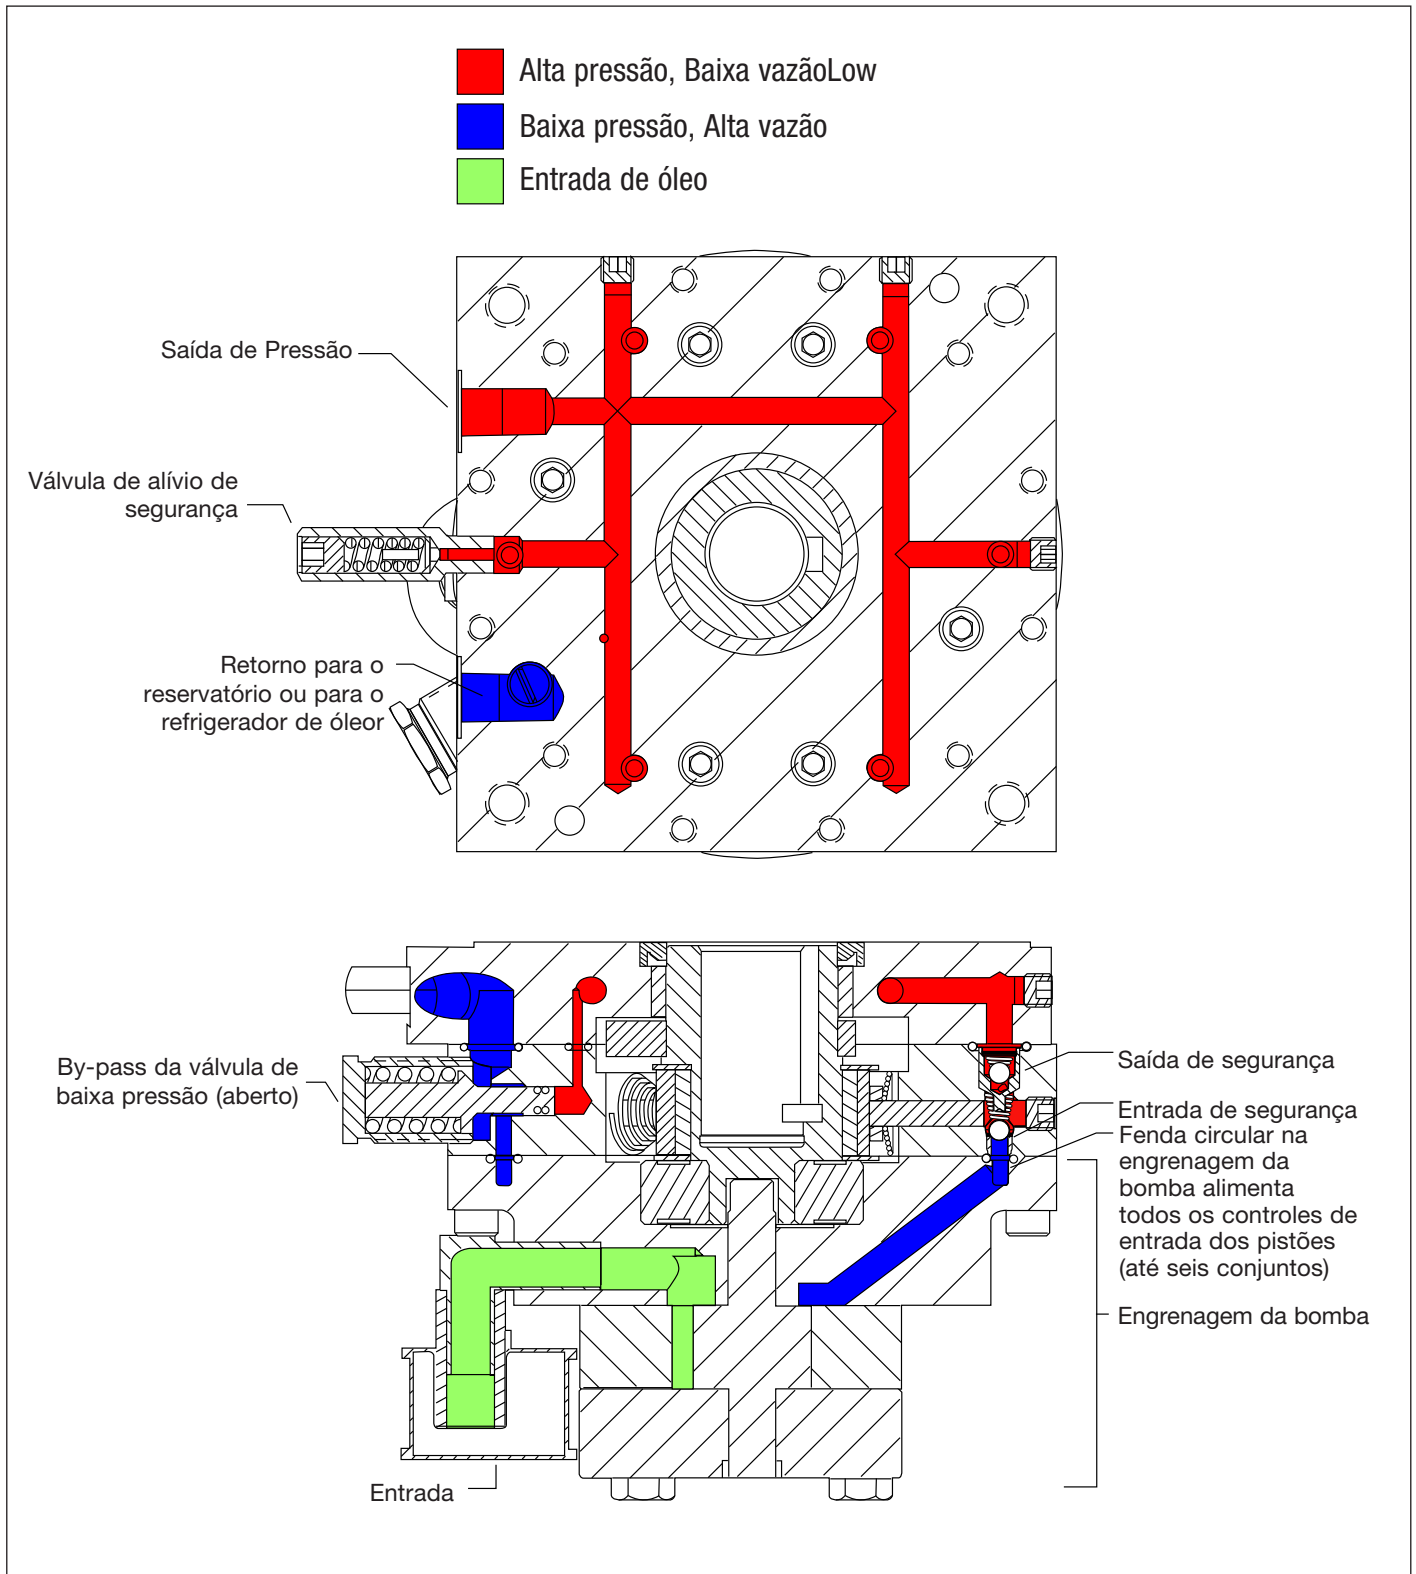 Alta pressão, Baixa vazãoLow
Baixa pressão, Alta vazão
Entrada de óleo
Saída de Pressão
Válvula de alívio de
segurança
Retorno para o
reservatório ou para o
refrigerador de óleor
By-pass da válvula de
baixa pressão (aberto)
Saída de segurança
Entrada de segurança
Fenda circular na
engrenagem da
bomba alimenta
todos os controles de
entrada dos pistões
(até seis conjuntos)
Engrenagem da bomba
Entrada